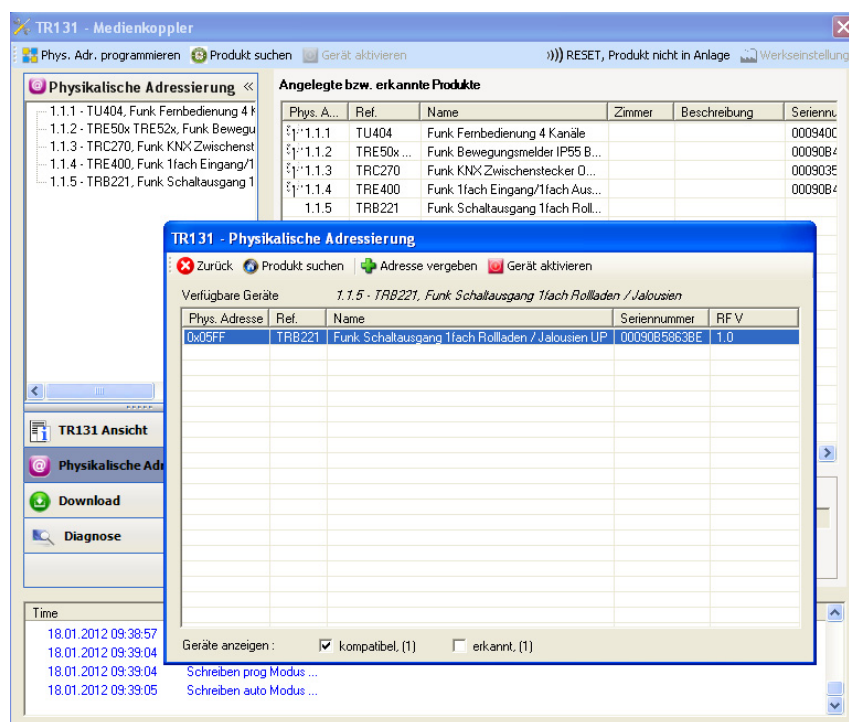 TR131 - Medienkoppler
Phys. Adr. programmieren Produkt suchen Gerät aktivieren ))) RESET, Produkt nicht in Anlage Werkseinstellung
Physikalische Adressierung «
1.1.1 - TU404, Funk Fernbedienung 4 K
1.1.2 - TRE50x TRE52x, Funk Bewegu
1.1.3 - TRC270, Funk KNX Zwischenst
1.1.4 - TRE400, Funk 1fach Eingang/1
1.1.5 - TRB221, Funk Schaltausgang 1
Angelegte bzw. erkannte Produkte
Phys. A... Ref. Name Zimmer Beschreibung Seriennu
1.1.1 TU404 Funk Fernbedienung 4 Kanäle 000940C
1.1.2 TRE50x ... Funk Bewegungsmelder IP55 B... 00090B4
1.1.3 TRC270 Funk KNX Zwischenstecker O... 0009035
1.1.4 TRE400 Funk 1fach Eingang/1fach Aus... 00090B4
1.1.5 TRB221 Funk Schaltausgang 1fach Roll...
TR131 - Physikalische Adressierung
Zurück Produkt suchen Adresse vergeben Gerät aktivieren
Verfügbare Geräte 1.1.5 - TRB221, Funk Schaltausgang 1fach Rollladen / Jalousien
Phys. Adresse Ref. Name Seriennummer RF V
0x05FF TRB221 Funk Schaltausgang 1fach Rollladen / Jalousien UP 00090B5863BE 1.0
Geräte anzeigen : kompatibel, (1) erkannt, (1)
TR131 Ansicht
Physikalische Adr
Download
Diagnose
Time
18.01.2012 09:38:57
18.01.2012 09:39:04
18.01.2012 09:39:04 Schreiben prog Modus ...
18.01.2012 09:39:05 Schreiben auto Modus ...